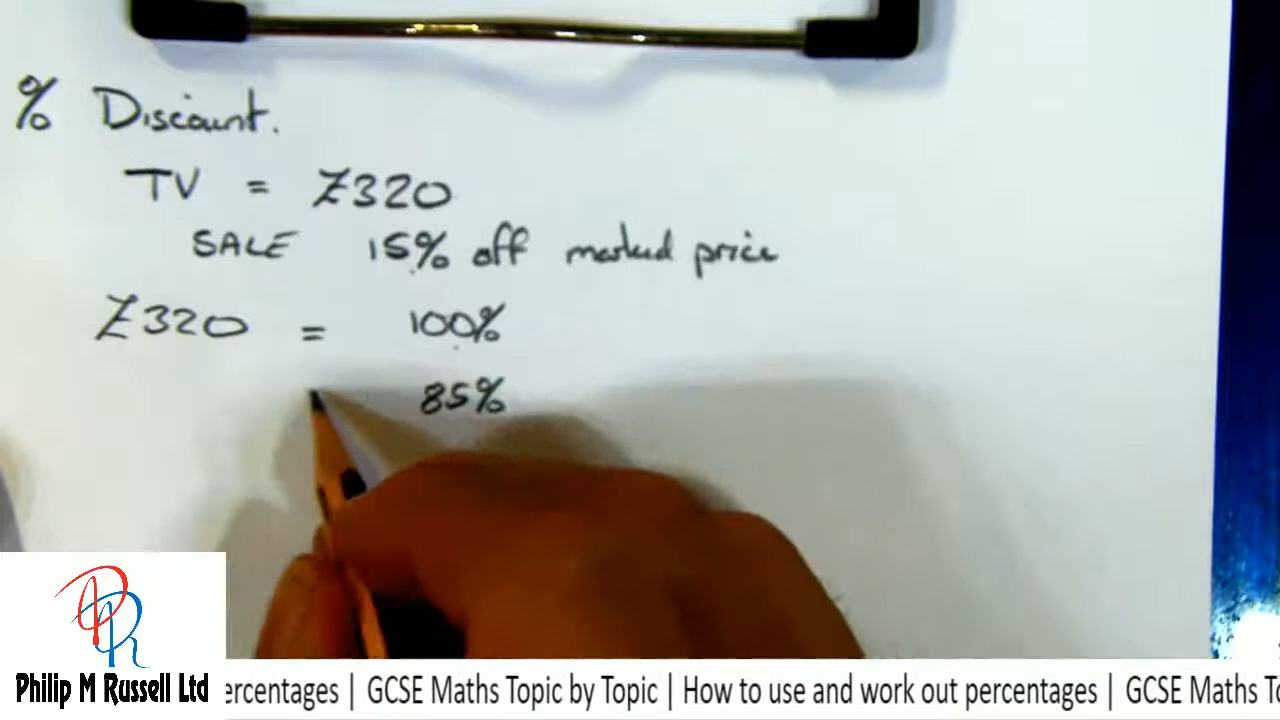 % Discount.
TV = Z320
SALE 15% off marked price
Z320 = 100%
85%
Philip M Russell Ltd
ercentages | GCSE Maths Topic by Topic | How to use and work out percentages | GCSE Maths To